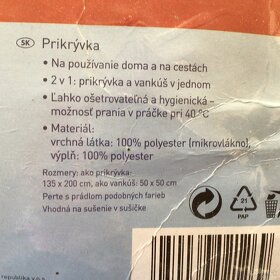 SK Prikrývka
• Na používanie doma a na cestách
• 2 v 1: prikrývka a vankúš v jednom
• Ľahko ošetrovateľná a hygienická -
možnosť prania v práčke pri 40 °C
• Materiál:
vrchná látka: 100% polyester (mikrovlákno),
výplň: 100% polyester
Rozmery: ako prikrývka:
135 x 200 cm, ako vankúš: 50 x 50 cm
Perte s prádlom podobných farieb
Vhodná na sušenie v sušičke
21
PAP
republika v.o.s.